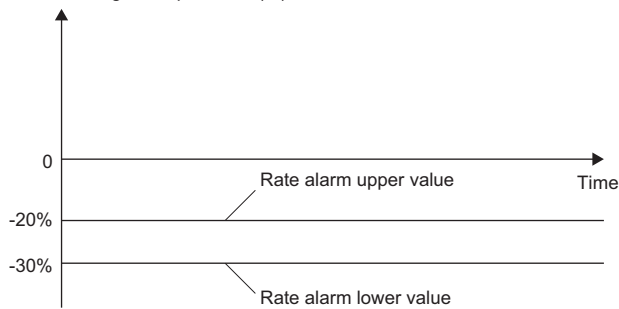 0
Time
Rate alarm upper value
-20%
-30%
Rate alarm lower value